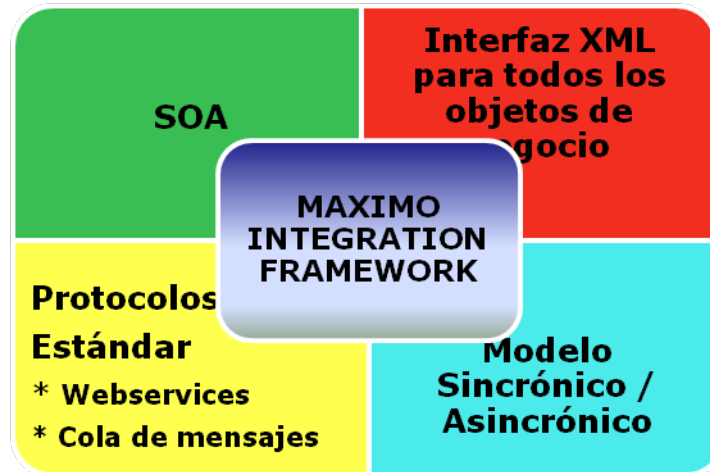 SOA
Interfaz XML
para todos los
objetos de
egocio
MAXIMO
INTEGRATION
FRAMEWORK
Protocolos
Estándar
* Webservices
* Cola de mensajes
Modelo
Sincrónico /
Asincrónico